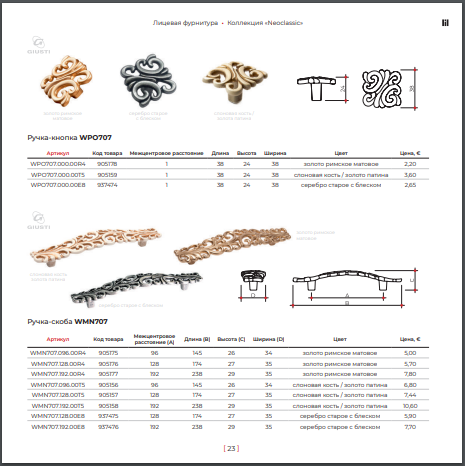 Лицевая фурнитура • Коллекция «Neoclassic»
GIUSTI
золото римское матовое
серебро старое с блеском
слоновая кость / золото патина
24
38
Ручка-кнопка WPO707
Артикул Код товара Межцентровое расстояние Длина Высота Ширина Цвет Цена, €
WPO707.000.00R4 905178 1 38 24 38 золото римское матовое 2,20
WPO707.000.00T5 905159 1 38 24 38 слоновая кость / золото патина 3,60
WPO707.000.00E8 937474 1 38 24 38 серебро старое с блеском 2,65
GIUSTI
золото римское матовое
слоновая кость золото патина
серебро старое с блеском
D
A
B
C
Ручка-скоба WMN707
Артикул Код товара Межцентровое расстояние (A) Длина (B) Высота (C) Ширина (D) Цвет Цена, €
WMN707.096.00R4 905175 96 145 26 34 золото римское матовое 5,00
WMN707.128.00R4 905176 128 174 27 35 золото римское матовое 5,70
WMN707.192.00R4 905177 192 238 29 35 золото римское матовое 7,80
WMN707.096.00T5 905156 96 145 26 34 слоновая кость / золото патина 6,80
WMN707.128.00T5 905157 128 174 27 35 слоновая кость / золото патина 7,44
WMN707.192.00T5 905158 192 238 29 35 слоновая кость / золото патина 10,60
WMN707.128.00E8 937475 128 174 27 35 серебро старое с блеском 5,90
WMN707.192.00E8 937476 192 238 29 35 серебро старое с блеском 7,70
[ 23 ]